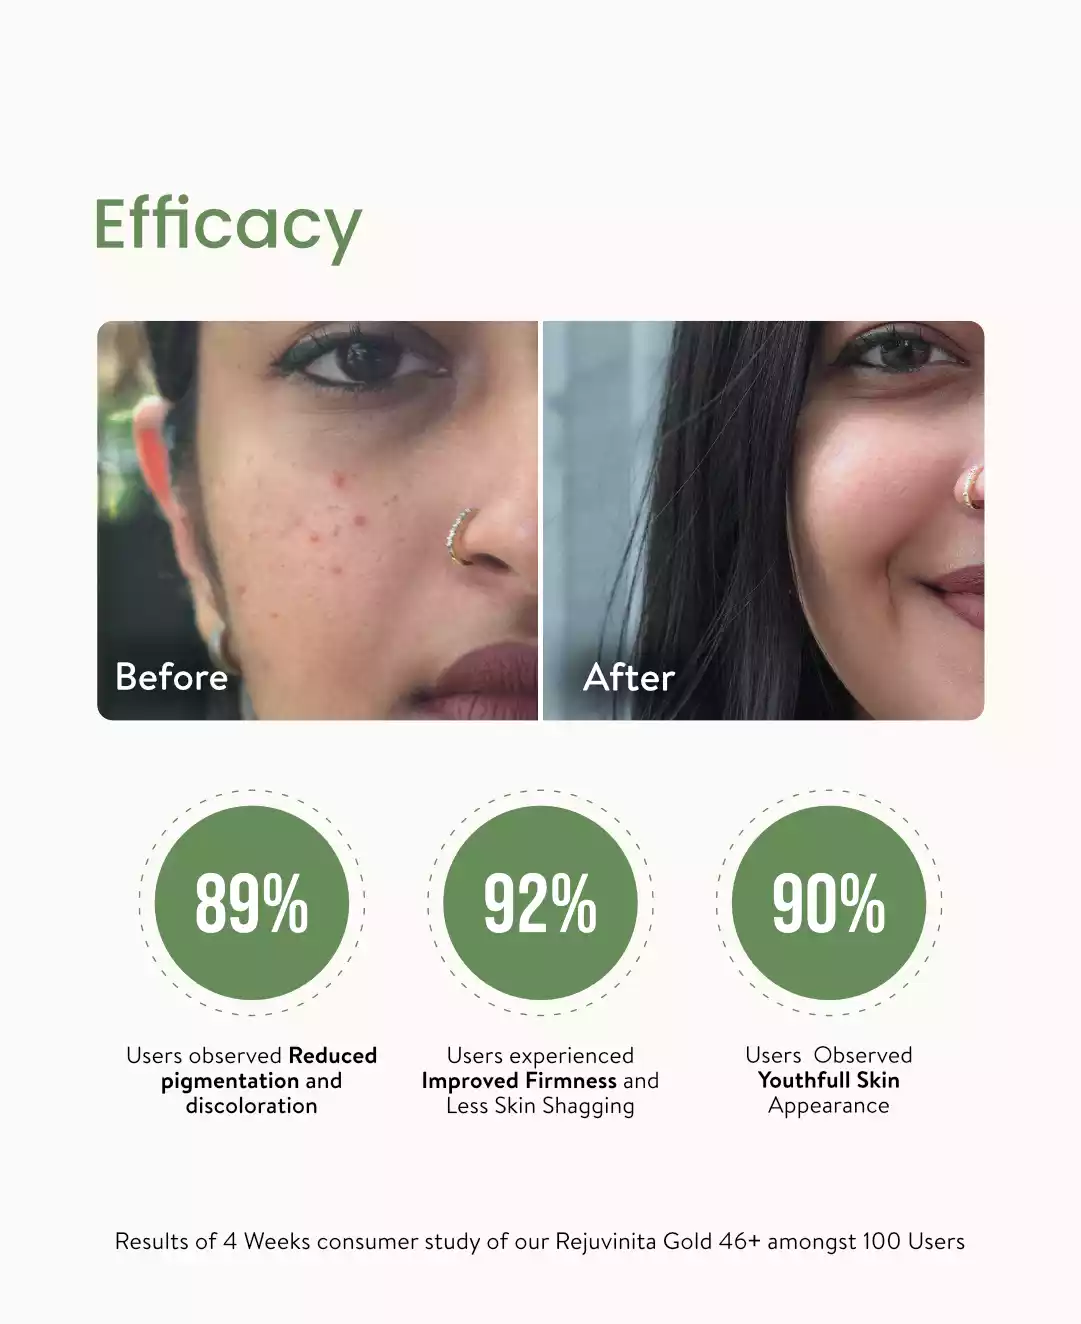 Efficacy
Before
After
89%
92%
90%
Users observed Reduced
pigmentation and
discoloration
Users experienced
Improved Firmness and
Less Skin Shagging
Users Observed
Youthfull Skin
Appearance
Results of 4 Weeks consumer study of our Rejuvinita Gold 46+ amongst 100 Users